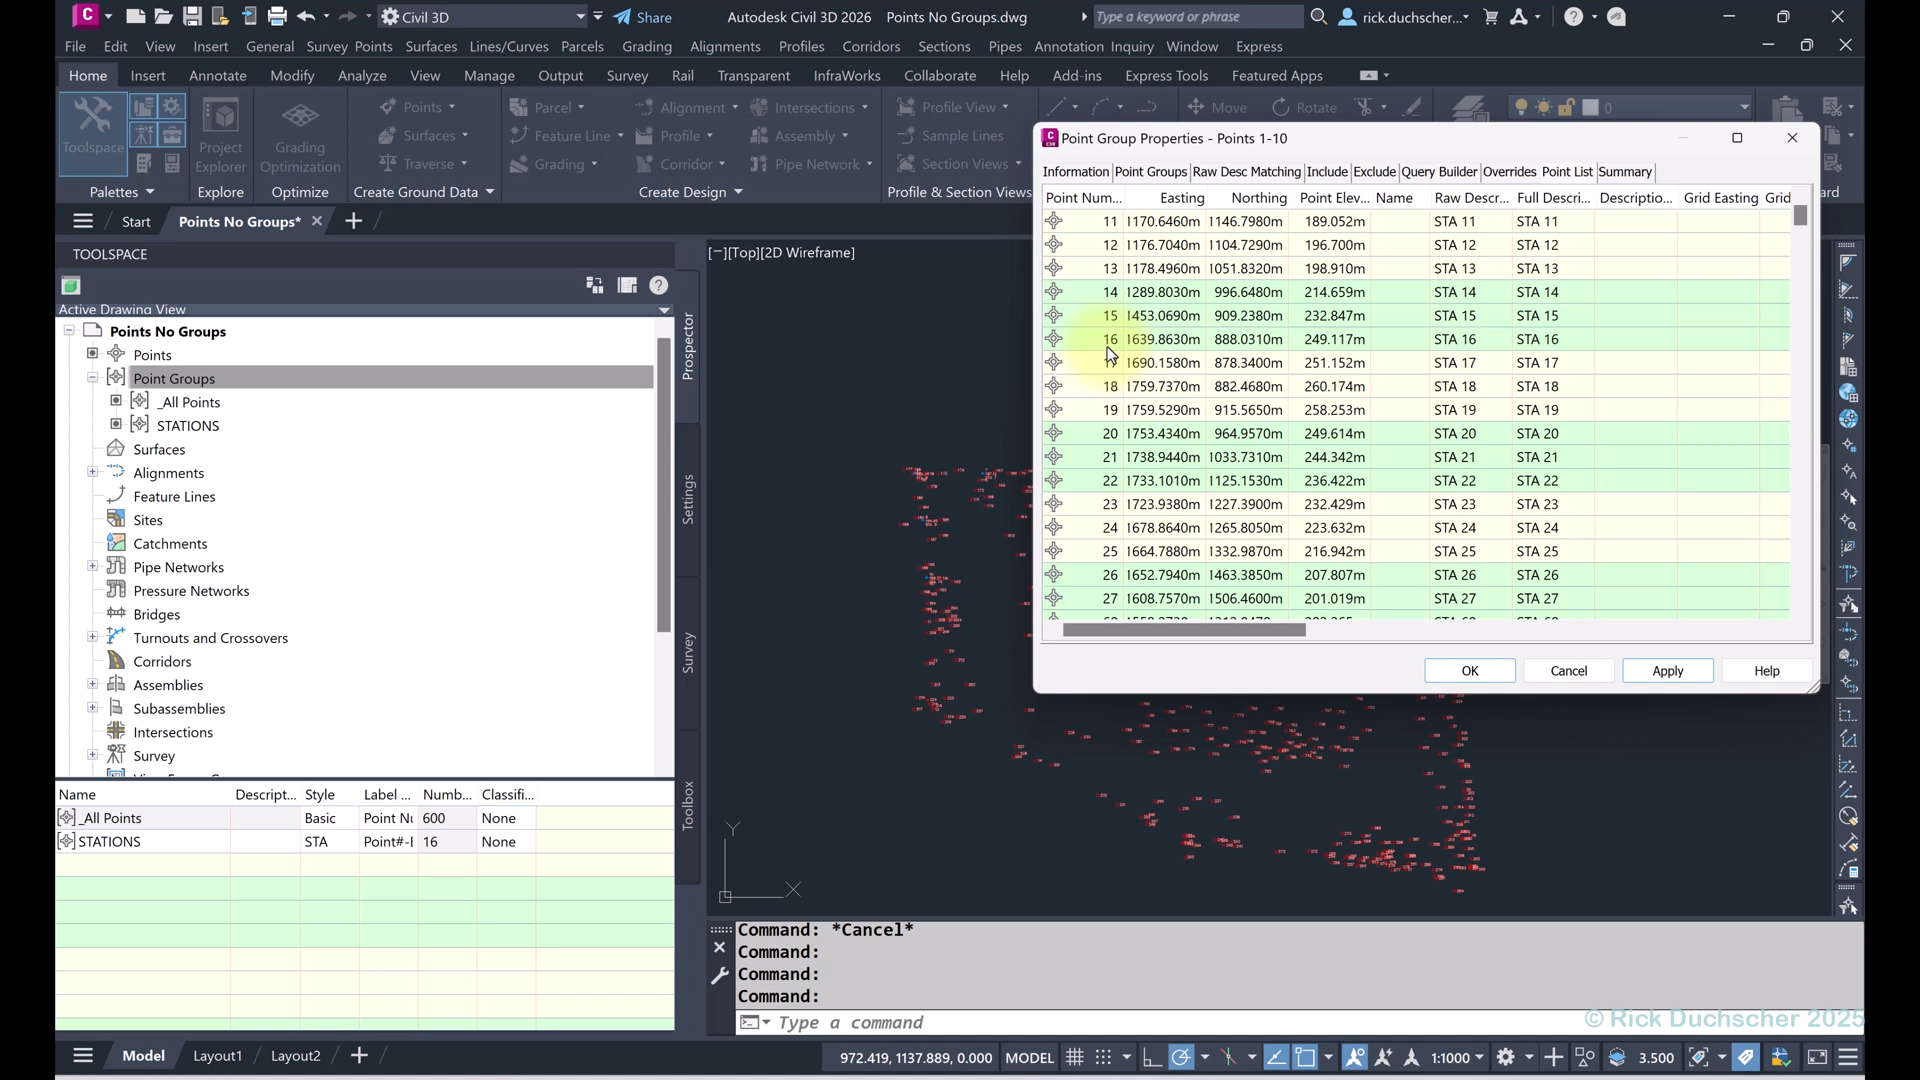 Civil 3D
Share
Autodesk Civil 3D 2026 Points No Groups.dwg
Type a keyword or phrase
rick.duchscher...
File Edit View Insert General Survey Points Surfaces Lines/Curves Parcels Grading Alignments Profiles Corridors Sections Pipes Annotation Inquiry Window Express
Home Insert Annotate Modify Analyze View Manage Output Survey Rail Transparent InfraWorks Collaborate Help Add-ins Express Tools Featured Apps
Points Parcel Alignment Intersections Profile View Move Rotate 0
Toolspace Project Explorer Grading Optimization
Surfaces Feature Line Profile Assembly Sample Lines
Traverse Grading Corridor Pipe Network Section Views
Palettes Explore Optimize Create Ground Data Create Design Profile & Section Views
Start Points No Groups*
TOOLSPACE
Active Drawing View
Points No Groups
Points
Point Groups
_All Points
STATIONS
Surfaces
Alignments
Feature Lines
Sites
Catchments
Pipe Networks
Pressure Networks
Bridges
Turnouts and Crossovers
Corridors
Assemblies
Subassemblies
Intersections
Survey
Prospector
Settings
Survey
Toolbox
Name Descript... Style Label ... Numb... Classifi...
_All Points Basic Point Nu 600 None
STATIONS STA Point#-E 16 None
[−][Top][2D Wireframe]
Y
X
Point Group Properties - Points 1-10
Information Point Groups Raw Desc Matching Include Exclude Query Builder Overrides Point List Summary
Point Num... Easting Northing Point Elev... Name Raw Descr... Full Descri... Descriptio... Grid Easting Grid
11 1170.6460m 1146.7980m 189.052m STA 11 STA 11
12 1176.7040m 1104.7290m 196.700m STA 12 STA 12
13 1178.4960m 1051.8320m 198.910m STA 13 STA 13
14 1289.8030m 996.6480m 214.659m STA 14 STA 14
15 1453.0690m 909.2380m 232.847m STA 15 STA 15
16 1639.8630m 888.0310m 249.117m STA 16 STA 16
17 1690.1580m 878.3400m 251.152m STA 17 STA 17
18 1759.7370m 882.4680m 260.174m STA 18 STA 18
19 1759.5290m 915.5650m 258.253m STA 19 STA 19
20 1753.4340m 964.9570m 249.614m STA 20 STA 20
21 1738.9440m 1033.7310m 244.342m STA 21 STA 21
22 1733.1010m 1125.1530m 236.422m STA 22 STA 22
23 1723.9380m 1227.3900m 232.429m STA 23 STA 23
24 1678.8640m 1265.8050m 223.632m STA 24 STA 24
25 1664.7880m 1332.9870m 216.942m STA 25 STA 25
26 1652.7940m 1463.3850m 207.807m STA 26 STA 26
27 1608.7570m 1506.4600m 201.019m STA 27 STA 27
OK Cancel Apply Help
Command: *Cancel*
Command:
Command:
Command:
Type a command
© Rick Duchscher 2025
Model Layout1 Layout2
972.419, 1137.889, 0.000 MODEL 1:1000 3.500